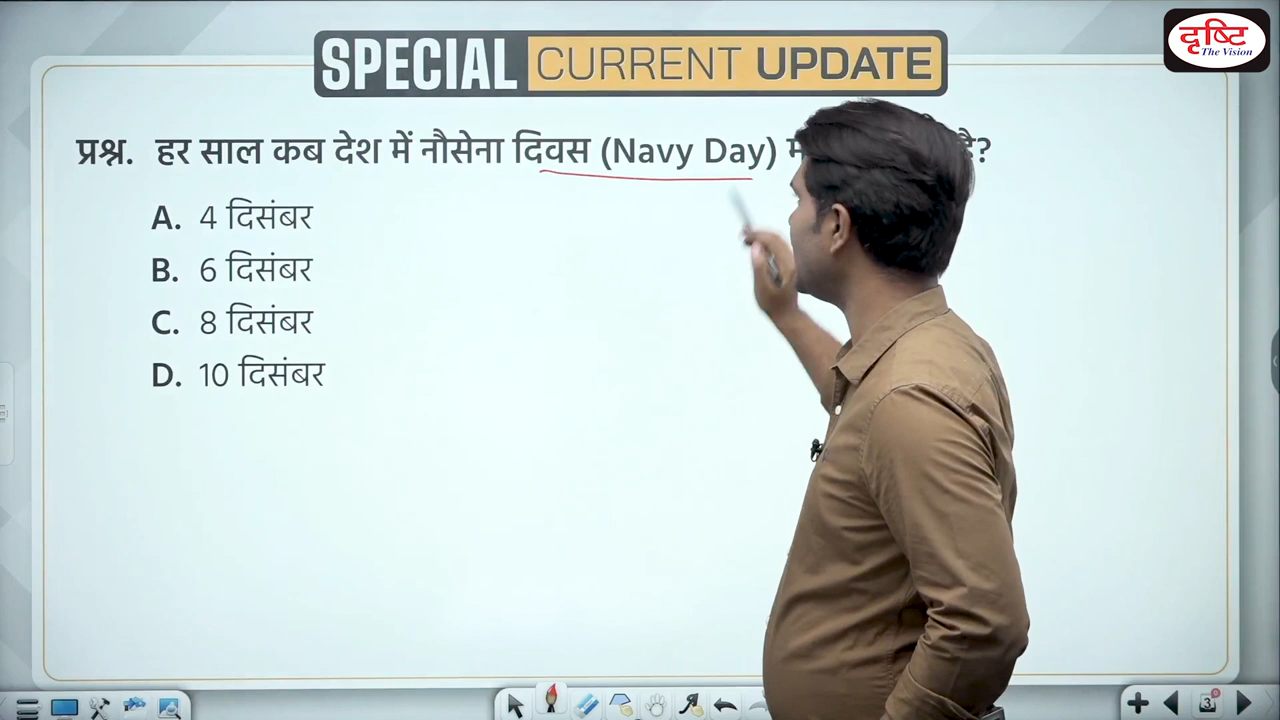 दृष्टि
The Vision
SPECIAL CURRENT UPDATE
प्रश्न. हर साल कब देश में नौसेना दिवस (Navy Day) है?
A. 4 दिसंबर
B. 6 दिसंबर
C. 8 दिसंबर
D. 10 दिसंबर
3